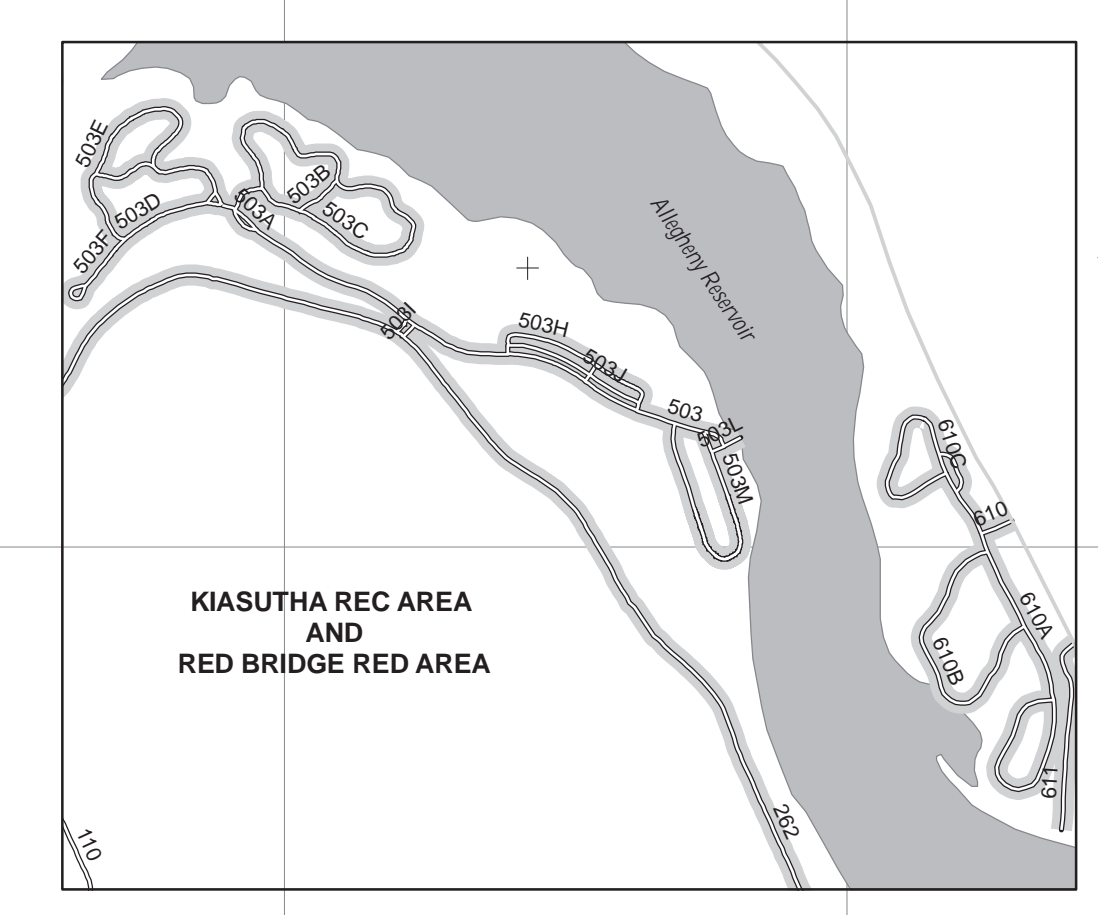 503E
503D
503F
503A
503B
503C
503I
503H
503J
503
503L
503M
Allegheny Reservoir
610C
610
610A
610B
611
KIASUTHA REC AREA
AND
RED BRIDGE RED AREA
262
110